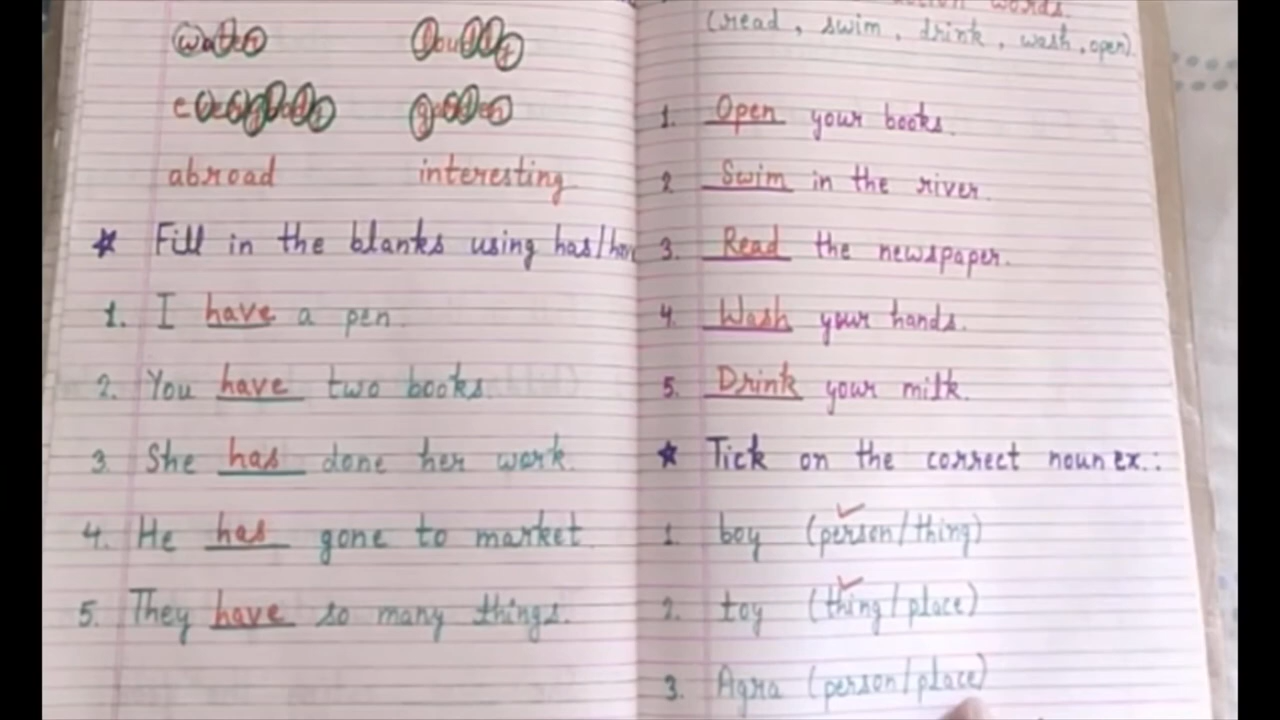 water
abroad interesting
* Fill in the blanks using has/hav
1. I have a pen.
2. You have two books.
3. She has done her work.
4. He has gone to market
5. They have so many things.
words.
(read, swim, drink, wash, open)
1. Open your books.
2 Swim in the river.
3. Read the newspaper.
4. Wash your hands.
5. Drink your milk.
* Tick on the correct noun ex.:
1. boy (person/thing)
2. toy (thing/place)
3. Agra (person/place)